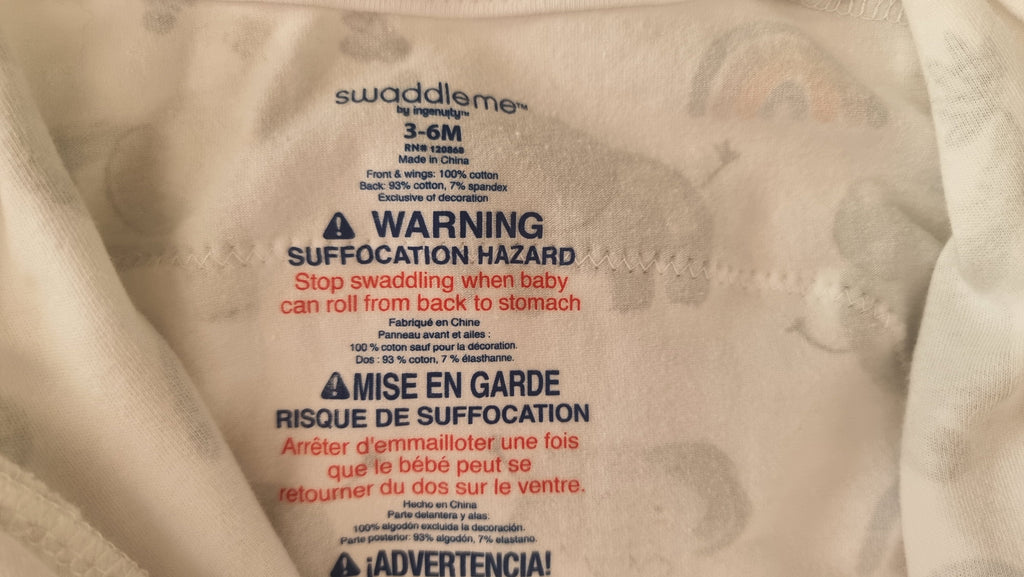 swaddleme™
by ingenuity™
3-6M
RN# 120868
Made in China
Front & wings: 100% cotton
Back: 93% cotton, 7% spandex
Exclusive of decoration
WARNING
SUFFOCATION HAZARD
Stop swaddling when baby
can roll from back to stomach
Fabriqué en Chine
Panneau avant et ailes :
100 % coton sauf pour la décoration.
Dos : 93 % coton, 7 % élasthanne.
MISE EN GARDE
RISQUE DE SUFFOCATION
Arrêter d'emmailloter une fois
que le bébé peut se
retourner du dos sur le ventre.
Hecho en China
Parte delantera y alas:
100% algodón excluida la decoración.
Parte posterior: 93% algodón, 7% elastano.
¡ADVERTENCIA!